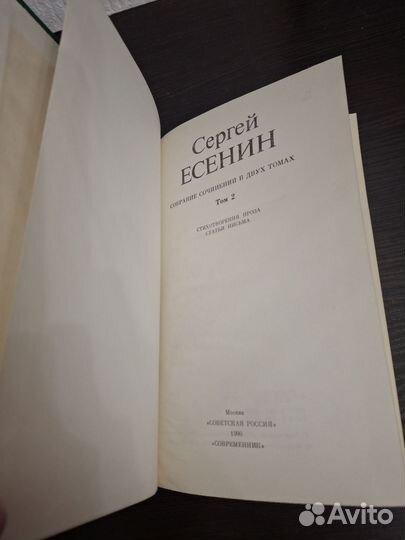 Сергей
ЕСЕНИН
СОБРАНИЕ СОЧИНЕНИЙ В ДВУХ ТОМАХ
Том 2
СТИХОТВОРЕНИЯ ПРОЗА
СТАТЬИ ПИСЬМА
Москва
«СОВЕТСКАЯ РОССИЯ»
1990
«СОВРЕМЕННИК»
Avito